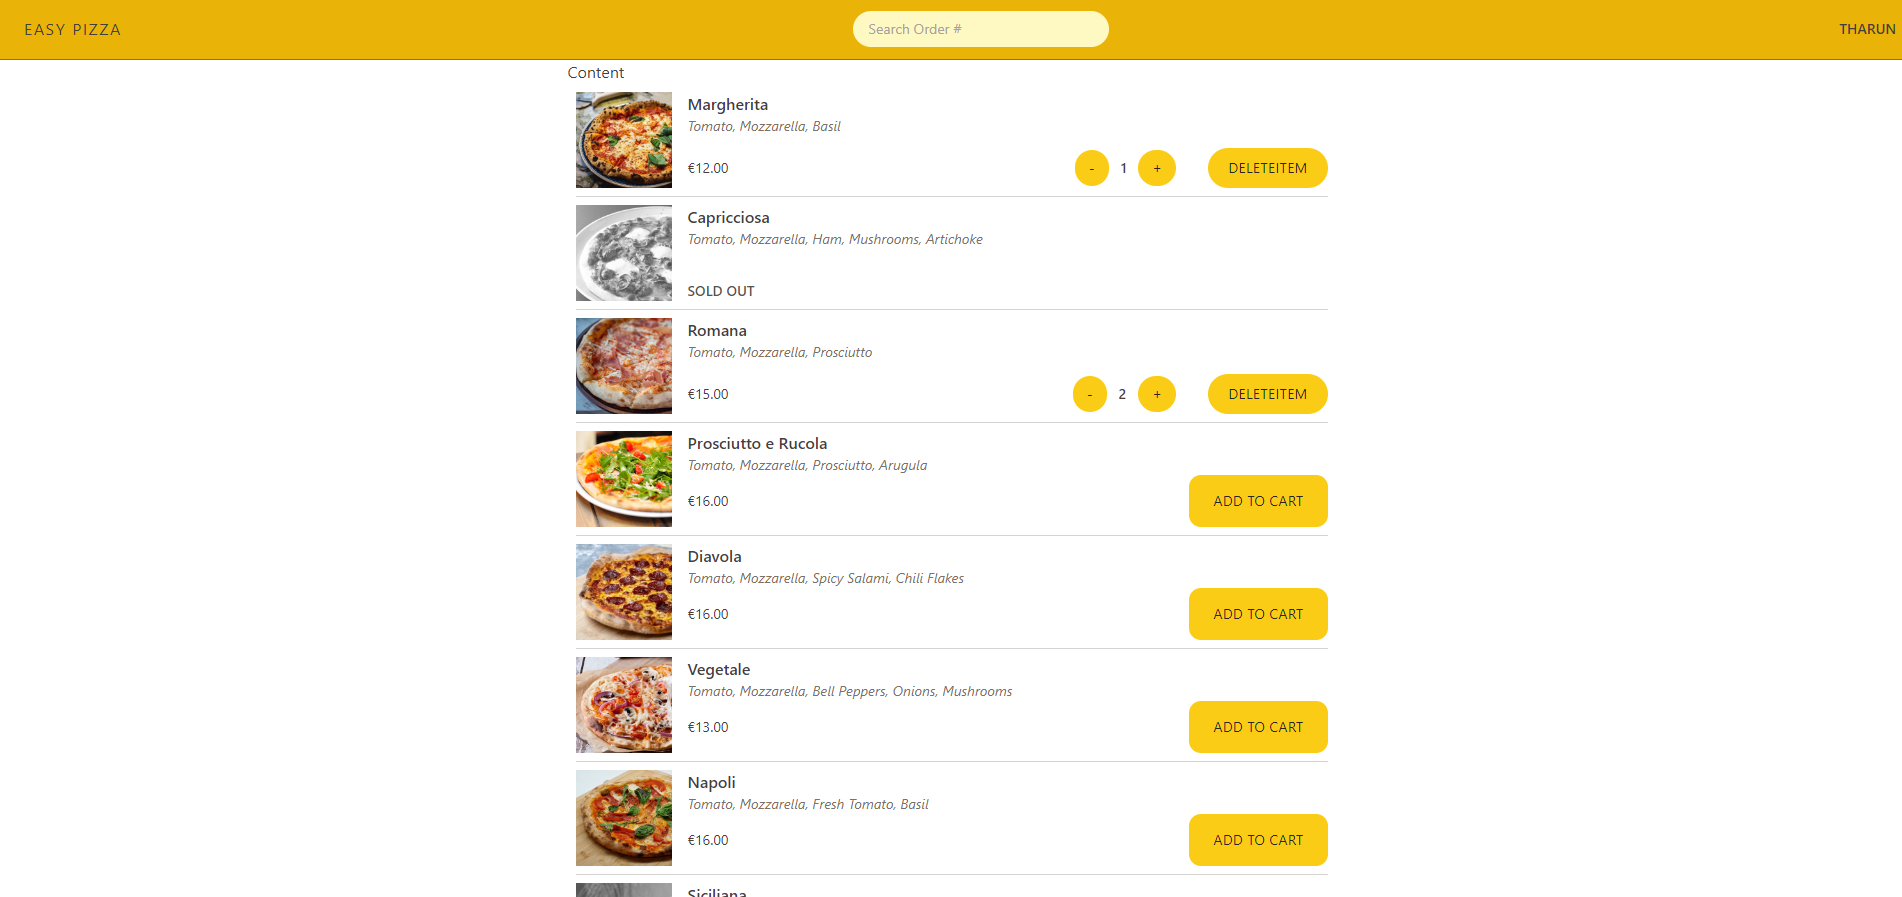 EASY PIZZA
Search Order #
THARUN
Content
Margherita
Tomato, Mozzarella, Basil
€12.00
- 1 + DELETEITEM
Capricciosa
Tomato, Mozzarella, Ham, Mushrooms, Artichoke
SOLD OUT
Romana
Tomato, Mozzarella, Prosciutto
€15.00
- 2 + DELETEITEM
Prosciutto e Rucola
Tomato, Mozzarella, Prosciutto, Arugula
€16.00
ADD TO CART
Diavola
Tomato, Mozzarella, Spicy Salami, Chili Flakes
€16.00
ADD TO CART
Vegetale
Tomato, Mozzarella, Bell Peppers, Onions, Mushrooms
€13.00
ADD TO CART
Napoli
Tomato, Mozzarella, Fresh Tomato, Basil
€16.00
ADD TO CART
Siciliana